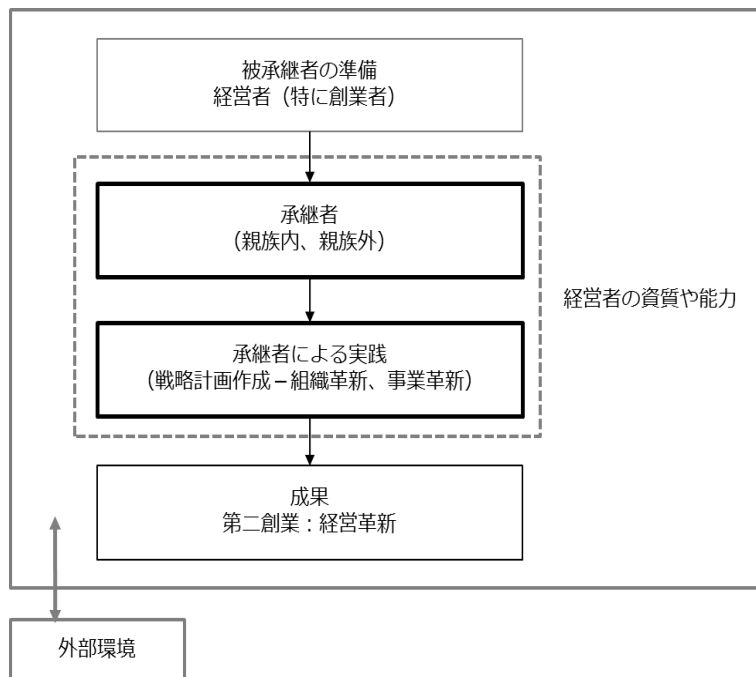 被承継者の準備
経営者（特に創業者）
承継者
（親族内、親族外）
経営者の資質や能力
承継者による実践
（戦略計画作成－組織革新、事業革新）
成果
第二創業：経営革新
外部環境